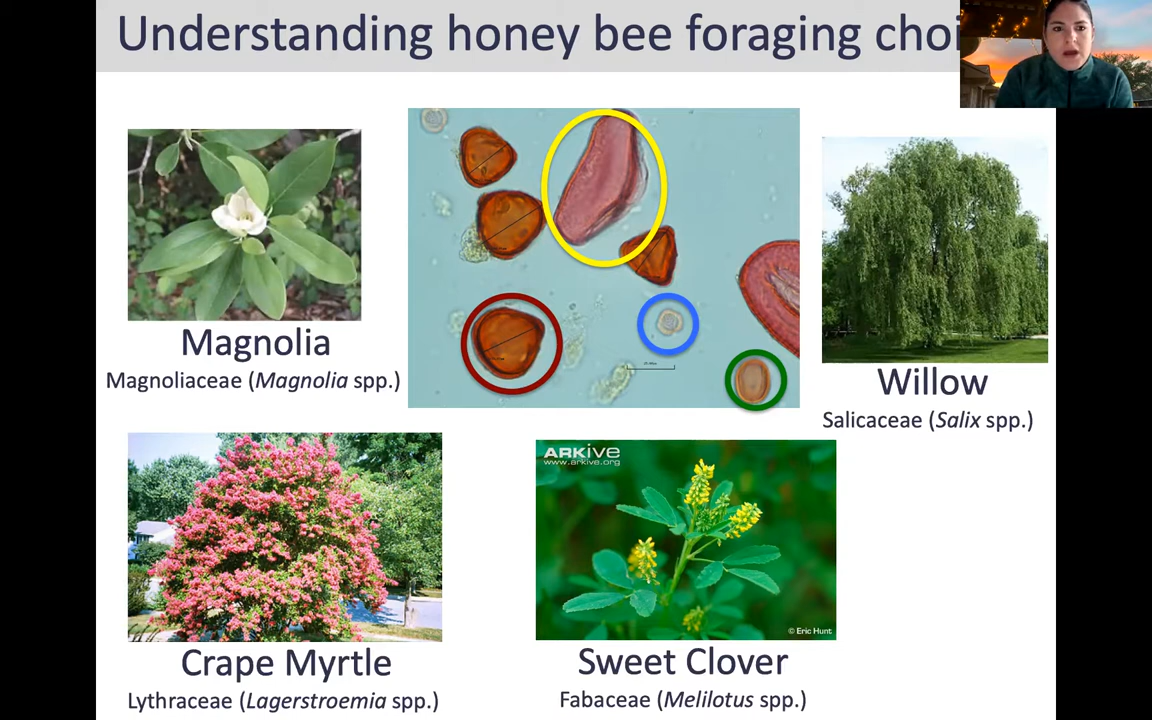 Understanding honey bee foraging choi
Magnolia
Magnoliaceae (Magnolia spp.)
Willow
Salicaceae (Salix spp.)
ARKive
www.arkive.org
© Eric Hunt
Crape Myrtle
Lythraceae (Lagerstroemia spp.)
Sweet Clover
Fabaceae (Melilotus spp.)